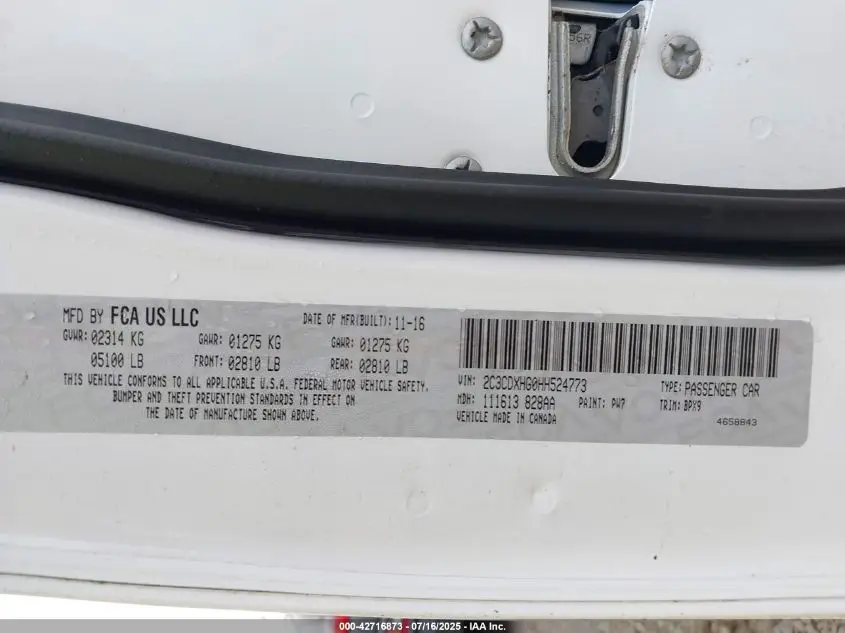 MFD BY FCA US LLC
DATE OF MFR(BUILT): 11-16
GVWR: 02314 KG
GAWR: 01275 KG
GAWR: 01275 KG
05100 LB
FRONT: 02810 LB
REAR: 02810 LB
THIS VEHICLE CONFORMS TO ALL APPLICABLE U.S.A. FEDERAL MOTOR VEHICLE SAFETY,
BUMPER AND THEFT PREVENTION STANDARDS IN EFFECT ON
THE DATE OF MANUFACTURE SHOWN ABOVE.
VIN: 2C3CDXHG0HH524773
TYPE: PASSENGER CAR
MDH: 111613 828AA
PAINT: PW7
TRIM: BPX9
VEHICLE MADE IN CANADA
4658843
000-42716873 - 07/16/2025 - IAA Inc.